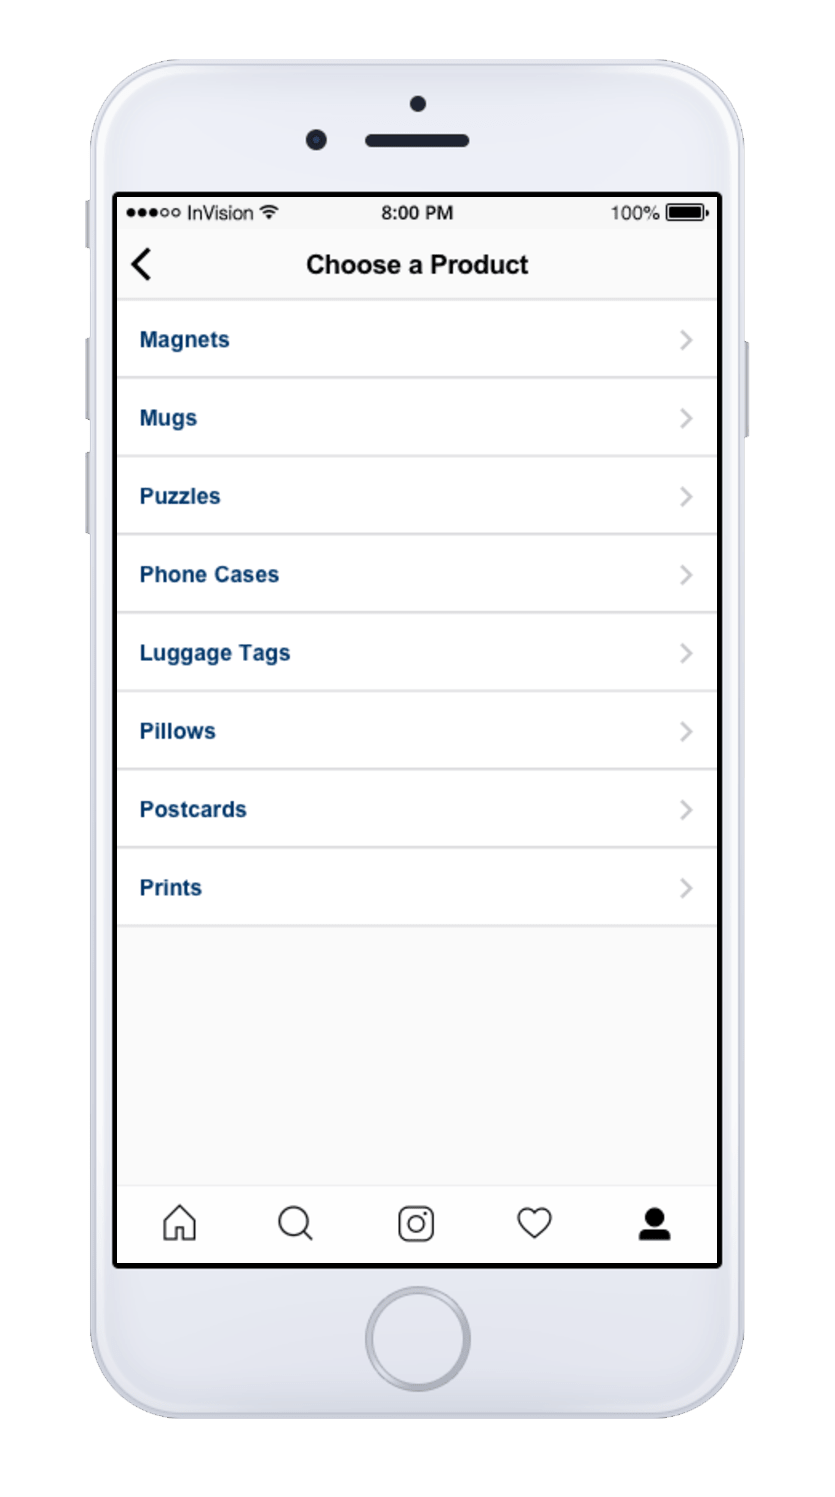 InVision 8:00 PM 100%
Choose a Product
Magnets
Mugs
Puzzles
Phone Cases
Luggage Tags
Pillows
Postcards
Prints